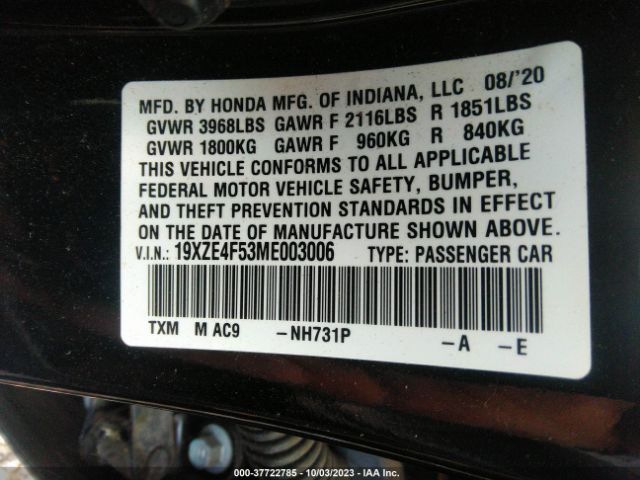 MFD. BY HONDA MFG. OF INDIANA, LLC 08/'20
GVWR 3968LBS GAWR F 2116LBS R 1851LBS
GVWR 1800KG GAWR F 960KG R 840KG
THIS VEHICLE CONFORMS TO ALL APPLICABLE
FEDERAL MOTOR VEHICLE SAFETY, BUMPER,
AND THEFT PREVENTION STANDARDS IN EFFECT
ON THE DATE OF MANUFACTURE SHOWN ABOVE.
V.I.N.: 19XZE4F53ME003006 TYPE: PASSENGER CAR
TXM M AC9 -NH731P -A -E
000-37722785 - 10/03/2023 - IAA Inc.